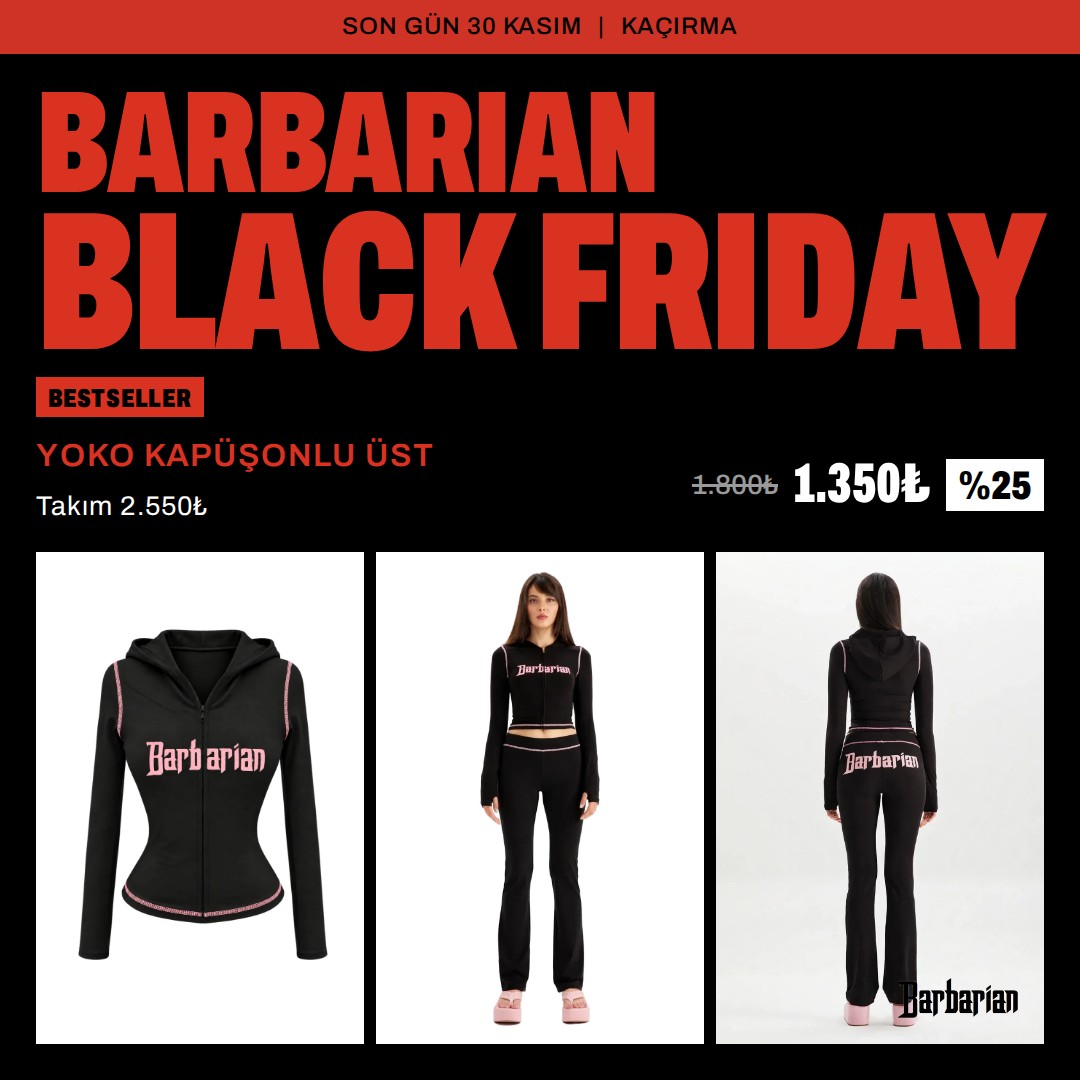 SON GÜN 30 KASIM | KAÇIRMA
BARBARIAN
BLACK FRIDAY
BESTSELLER
YOKO KAPÜŞONLU ÜST
Takım 2.550₺
1.800₺ 1.350₺ %25
Barbarian
Barbarian
Barbarian
Barbarian